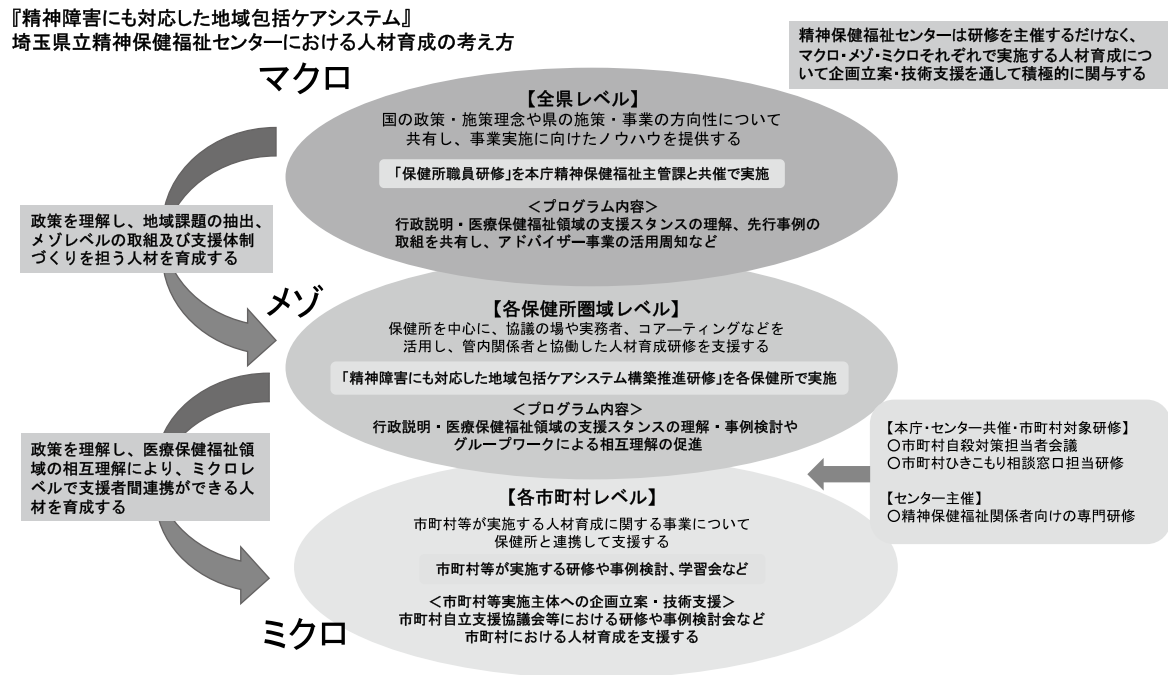 『精神障害にも対応した地域包括ケアシステム』
埼玉県立精神保健福祉センターにおける人材育成の考え方
精神保健福祉センターは研修を主催するだけなく、
マクロ・メゾ・ミクロそれぞれで実施する人材育成につ
いて企画立案・技術支援を通して積極的に関与する
マクロ
【全県レベル】
国の政策・施策理念や県の施策・事業の方向性について
共有し、事業実施に向けたノウハウを提供する
「保健所職員研修」を本庁精神保健福祉主管課と共催で実施
＜プログラム内容＞
行政説明・医療保健福祉領域の支援スタンスの理解、先行事例の
取組を共有し、アドバイザー事業の活用周知など
政策を理解し、地域課題の抽出、
メゾレベルの取組及び支援体制
づくりを担う人材を育成する
メゾ
【各保健所圏域レベル】
保健所を中心に、協議の場や実務者、コア―ティングなどを
活用し、管内関係者と協働した人材育成研修を支援する
「精神障害にも対応した地域包括ケアシステム構築推進研修」を各保健所で実施
＜プログラム内容＞
行政説明・医療保健福祉領域の支援スタンスの理解・事例検討や
グループワークによる相互理解の促進
政策を理解し、医療保健福祉領
域の相互理解により、ミクロレ
ベルで支援者間連携ができる人
材を育成する
【本庁・センター共催・市町村対象研修】
〇市町村自殺対策担当者会議
〇市町村ひきこもり相談窓口担当研修
【センター主催】
〇精神保健福祉関係者向けの専門研修
【各市町村レベル】
市町村等が実施する人材育成に関する事業について
保健所と連携して支援する
市町村等が実施する研修や事例検討、学習会など
＜市町村等実施主体への企画立案・技術支援＞
市町村自立支援協議会等における研修や事例検討会など
市町村における人材育成を支援する
ミクロ